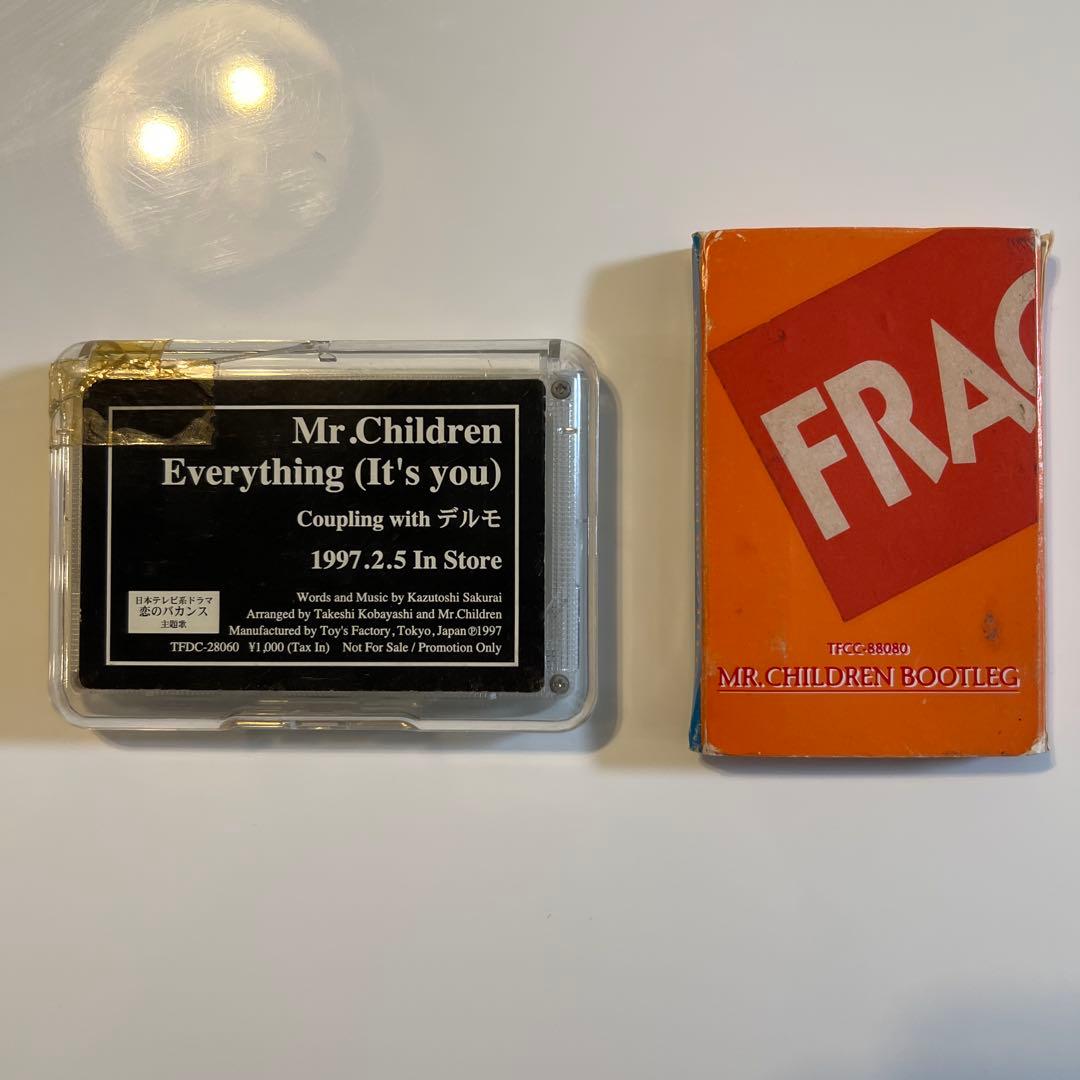 Mr.Children
Everything (It's you)
Coupling with デルモ
1997.2.5 In Store
Words and Music by Kazutoshi Sakurai
Arranged by Takeshi Kobayashi and Mr.Children
Manufactured by Toy's Factory, Tokyo, Japan ℗1997
日本テレビ系ドラマ
恋のバカンス
主題歌
TFDC-28060 ¥1,000 (Tax In) Not For Sale / Promotion Only
FRAG
TFCC-88080
MR.CHILDREN BOOTLEG